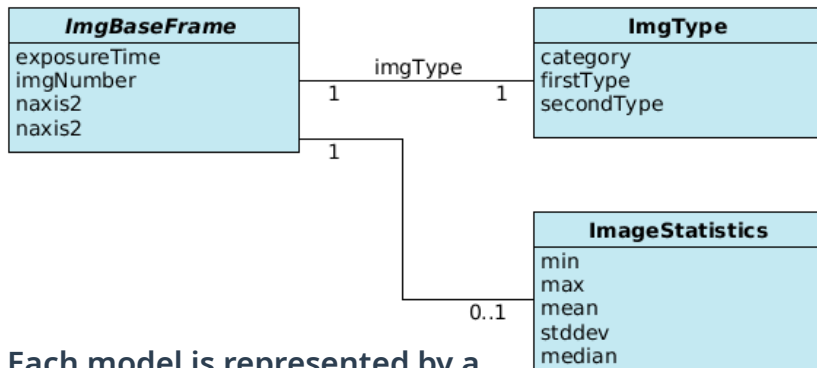 ImgBaseFrame
exposureTime
imgNumber
naxis2
naxis2
imgType
1
1
ImgType
category
firstType
secondType
1
0..1
ImageStatistics
min
max
mean
stddev
median
Each model is represented by a